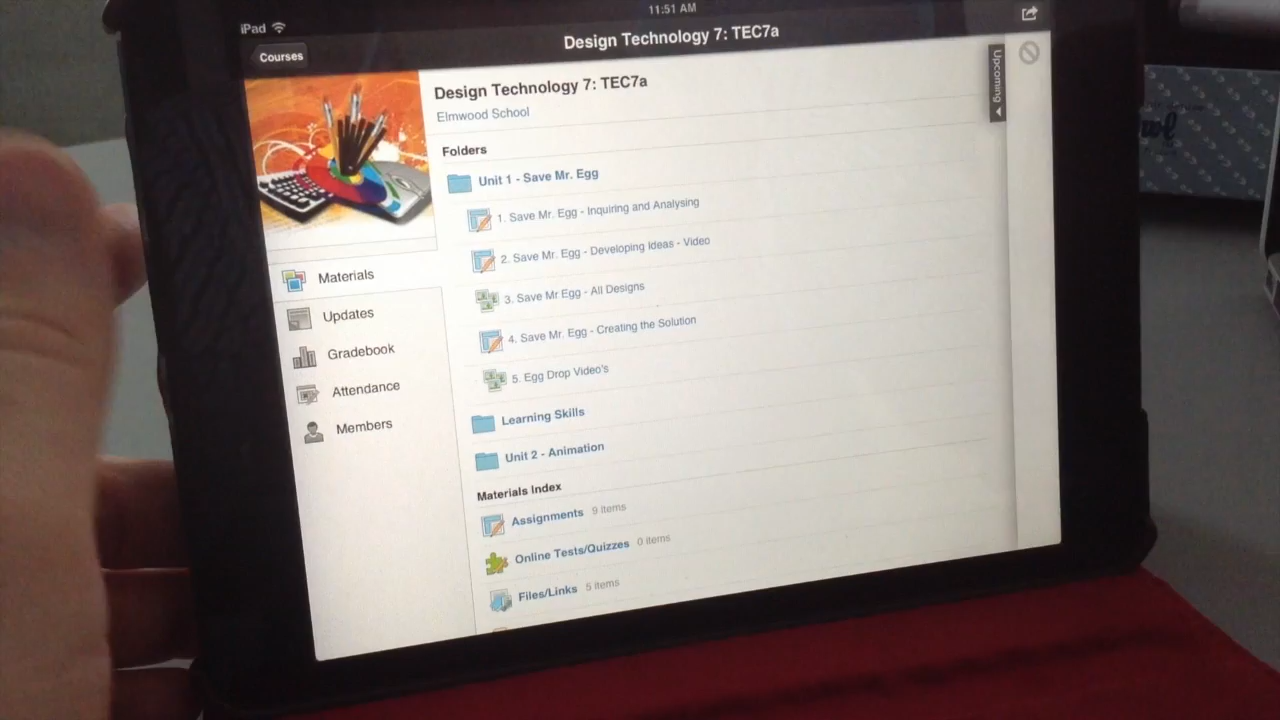 iPad
11:51 AM
Courses
Design Technology 7: TEC7a
Design Technology 7: TEC7a
Elmwood School
Upcoming
Folders
Unit 1 - Save Mr. Egg
1. Save Mr. Egg - Inquiring and Analysing
2. Save Mr. Egg - Developing Ideas - Video
3. Save Mr Egg - All Designs
4. Save Mr. Egg - Creating the Solution
5. Egg Drop Video's
Learning Skills
Unit 2 - Animation
Materials
Updates
Gradebook
Attendance
Members
Materials Index
Assignments 9 items
Online Tests/Quizzes 0 items
Files/Links 5 items